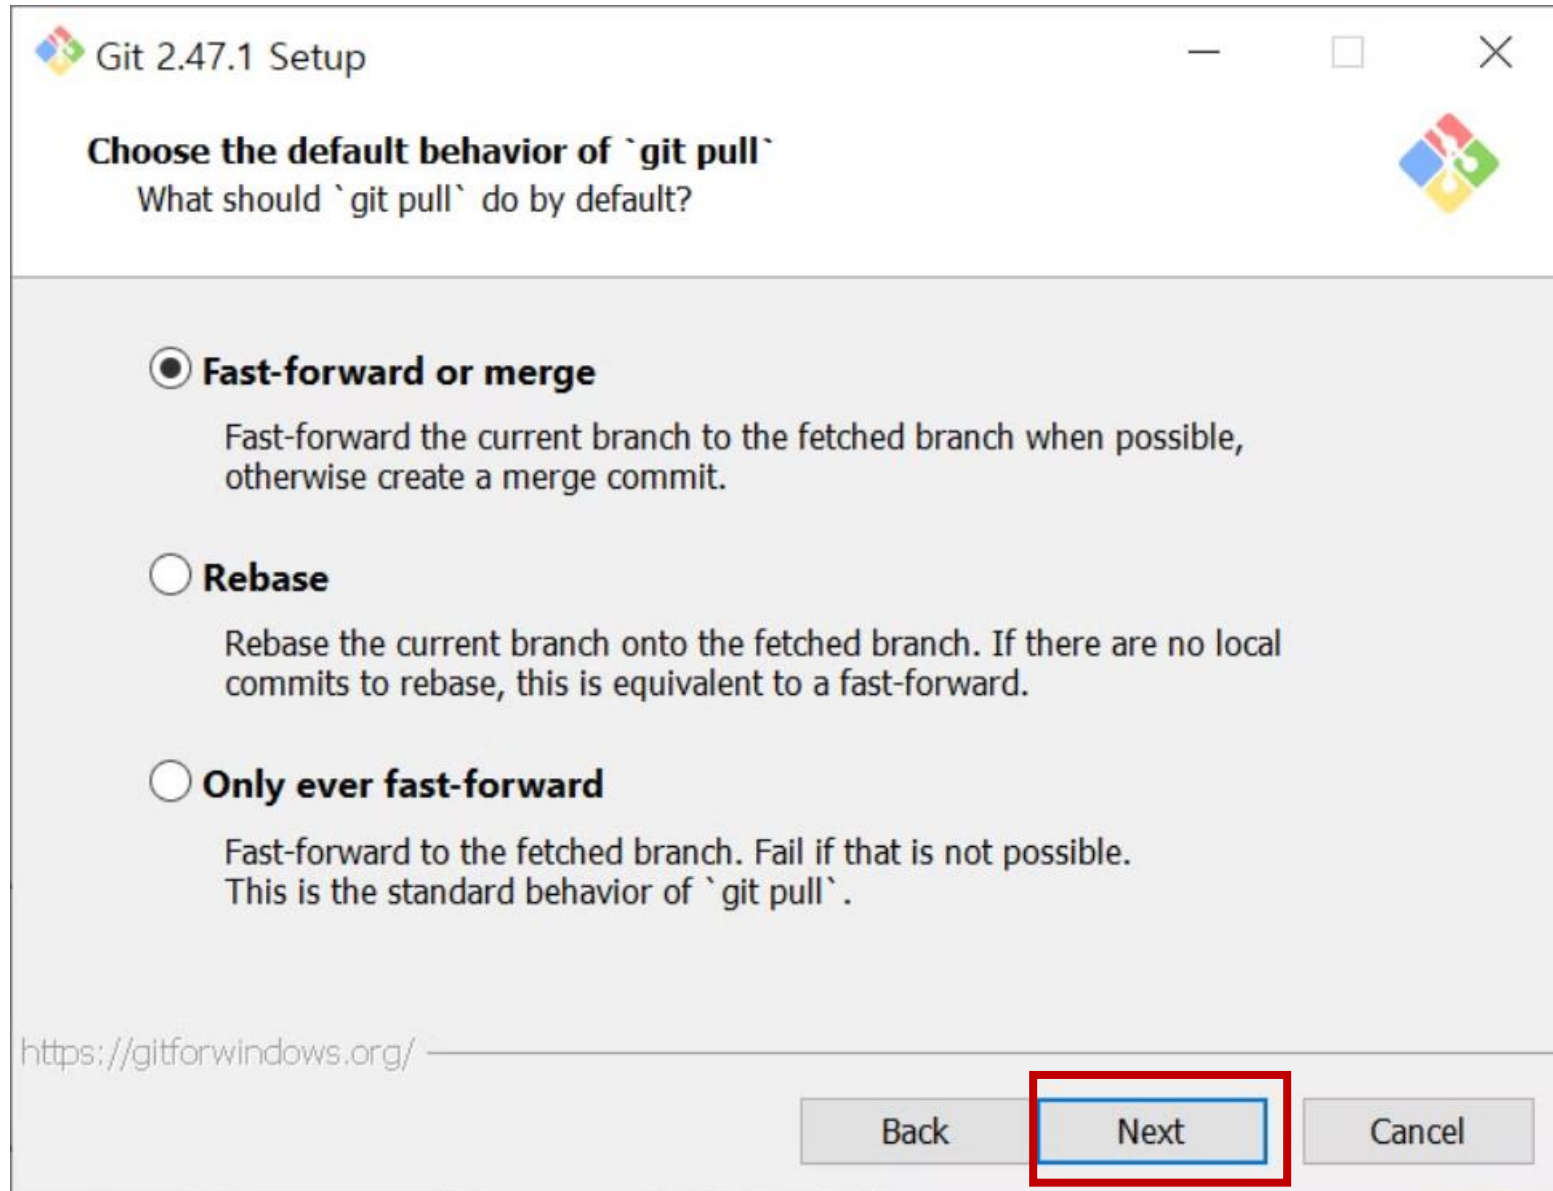 Git 2.47.1 Setup
Choose the default behavior of `git pull`
What should `git pull` do by default?
Fast-forward or merge
Fast-forward the current branch to the fetched branch when possible,
otherwise create a merge commit.
Rebase
Rebase the current branch onto the fetched branch. If there are no local
commits to rebase, this is equivalent to a fast-forward.
Only ever fast-forward
Fast-forward to the fetched branch. Fail if that is not possible.
This is the standard behavior of `git pull`.
https://gitforwindows.org/
Back Next Cancel